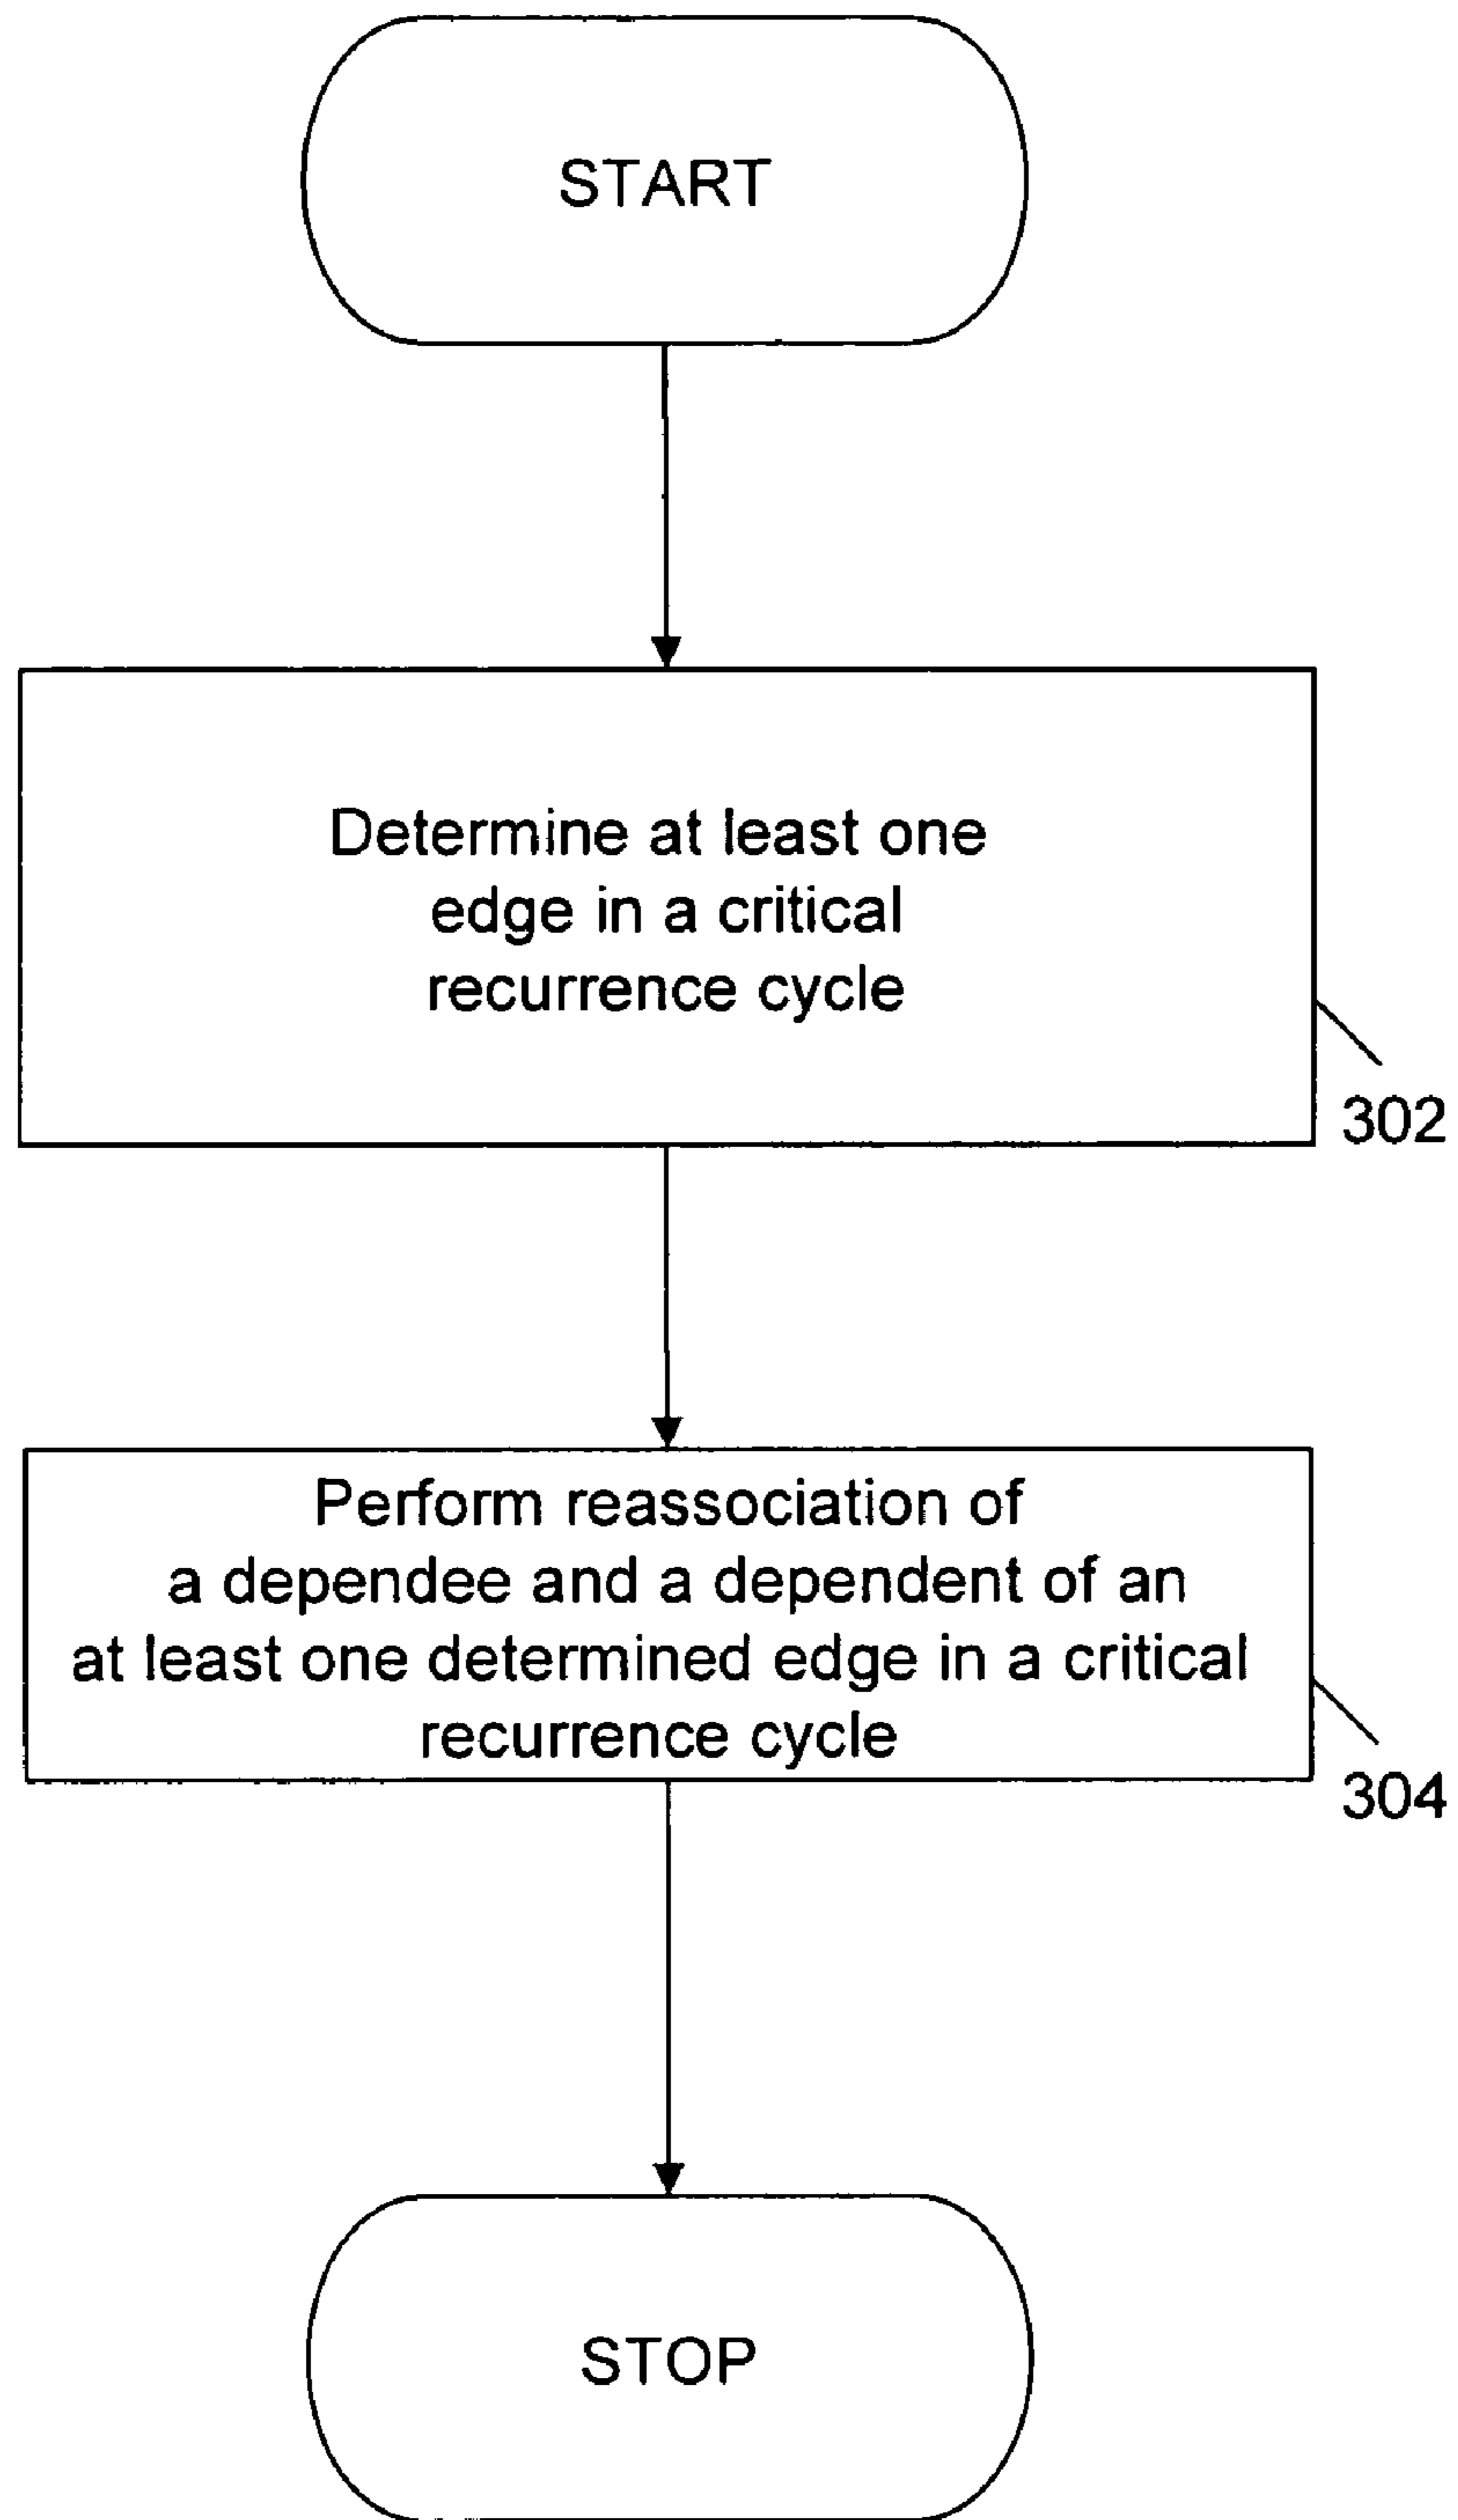 START
Determine at least one
edge in a critical
recurrence cycle
302
Perform reassociation of
a dependee and a dependent of an
at least one determined edge in a critical
recurrence cycle
304
STOP